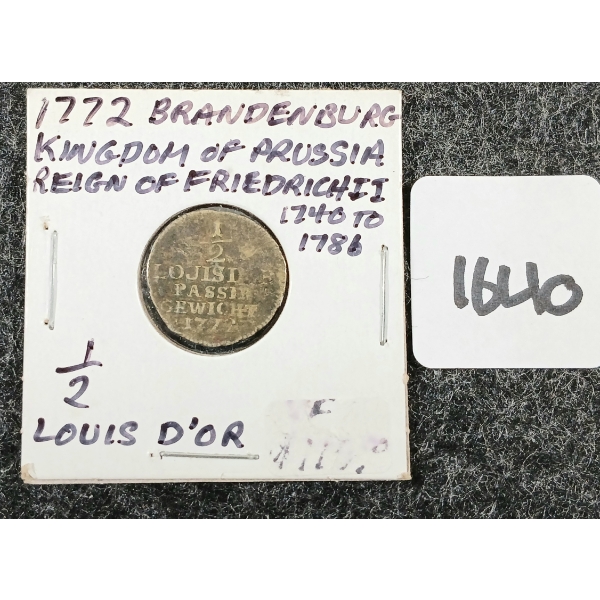 1772 BRANDENBURG
KINGDOM OF PRUSSIA
REIGN OF FRIEDRICH II
1740 TO
1786
1
2
LOJISD
PASSIR
GEWICHT
1772
1
2
LOUIS D'OR
1640